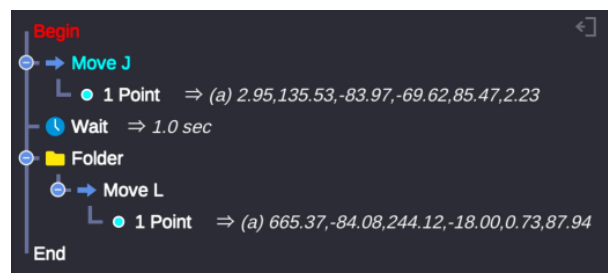 Begin
Move J
1 Point ⇒ (a) 2.95,135.53,-83.97,-69.62,85.47,2.23
Wait ⇒ 1.0 sec
Folder
Move L
1 Point ⇒ (a) 665.37,-84.08,244.12,-18.00,0.73,87.94
End